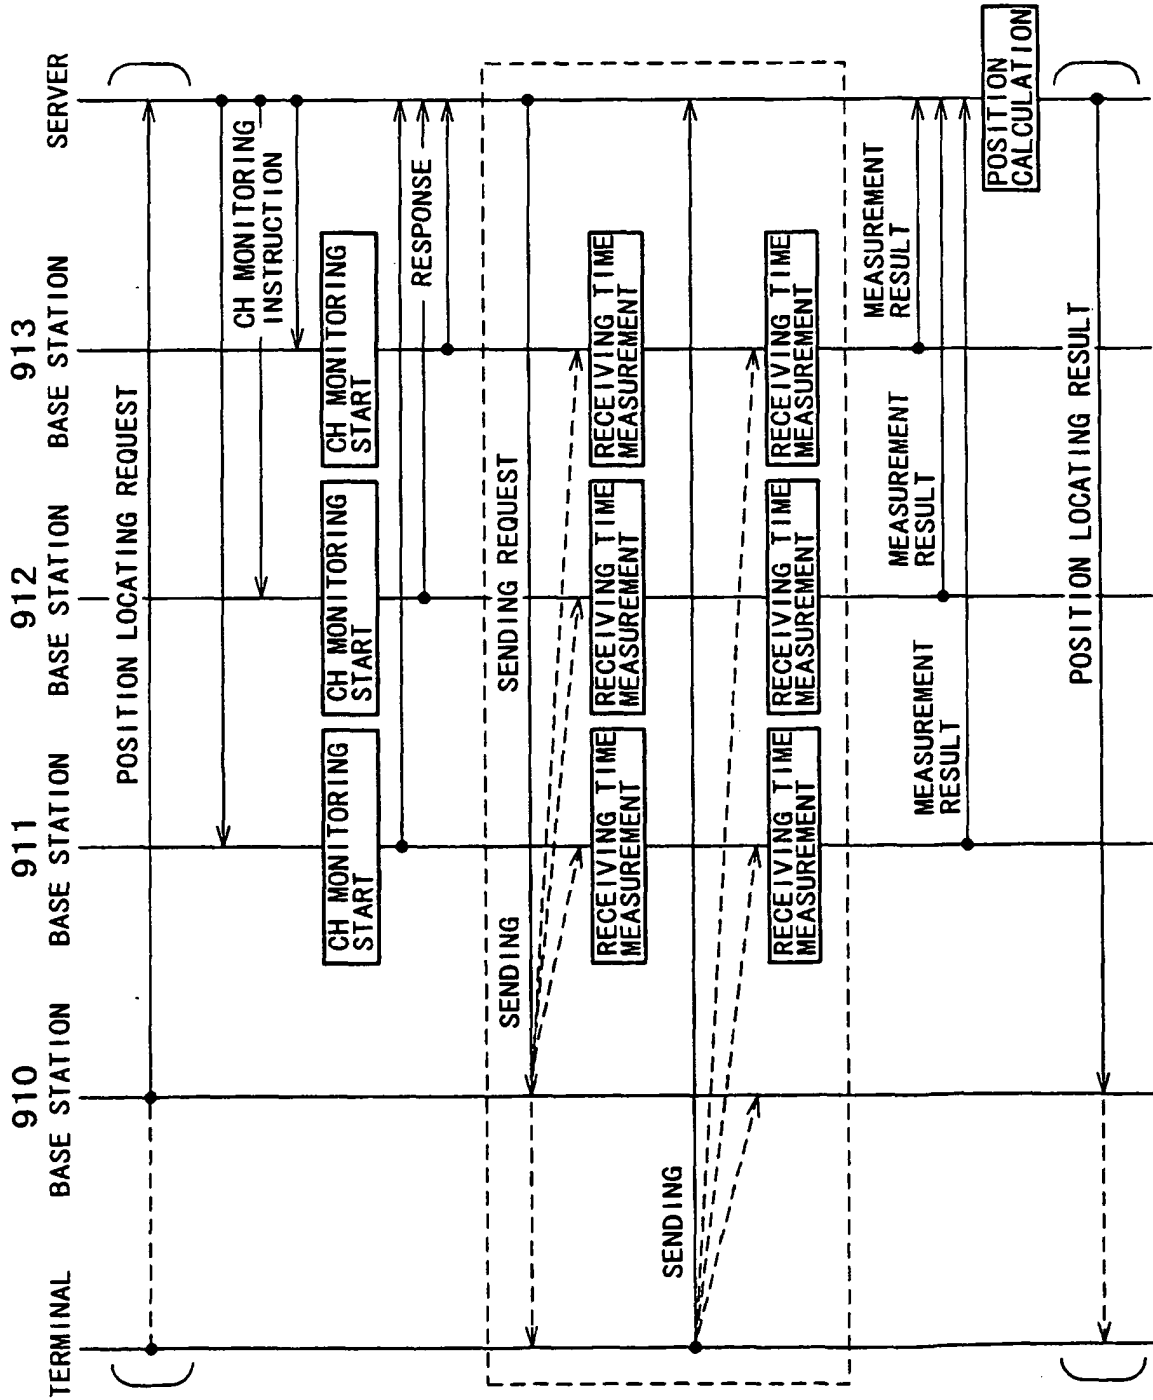 TERMINAL
910
BASE STATION
911
BASE STATION
912
BASE STATION
913
BASE STATION
SERVER
POSITION LOCATING REQUEST
CH MONITORING
INSTRUCTION
CH MONITORING
START
CH MONITORING
START
CH MONITORING
START
RESPONSE
SENDING
SENDING REQUEST
RECEIVING TIME
MEASUREMENT
RECEIVING TIME
MEASUREMENT
RECEIVING TIME
MEASUREMENT
SENDING
RECEIVING TIME
MEASUREMENT
RECEIVING TIME
MEASUREMENT
RECEIVING TIME
MEASUREMENT
MEASUREMENT
RESULT
MEASUREMENT
RESULT
MEASUREMENT
RESULT
POSITION
CALCULATION
POSITION LOCATING RESULT